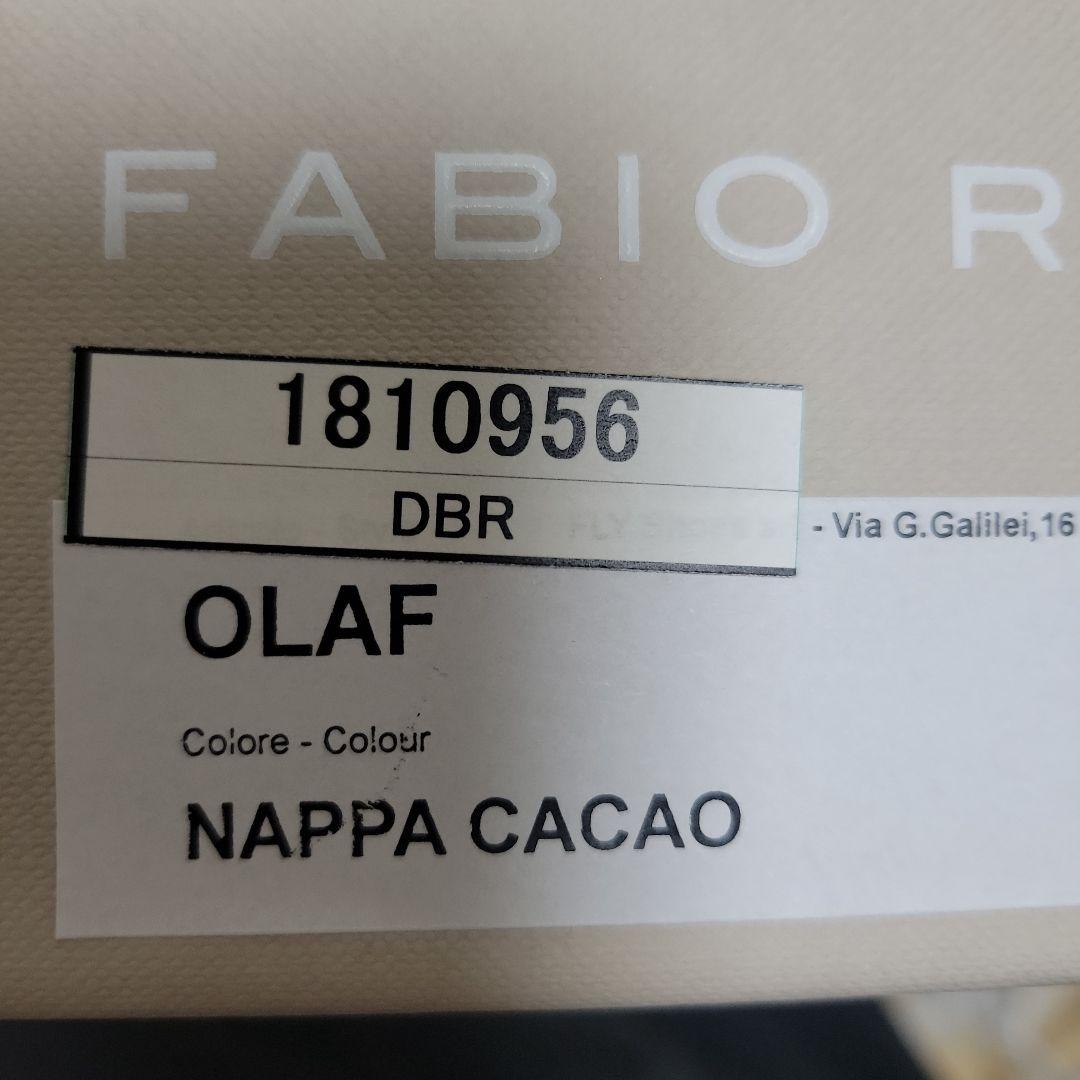 FABIO R
1810956
DBR
- Via G.Galilei,16
OLAF
Colore - Colour
NAPPA CACAO